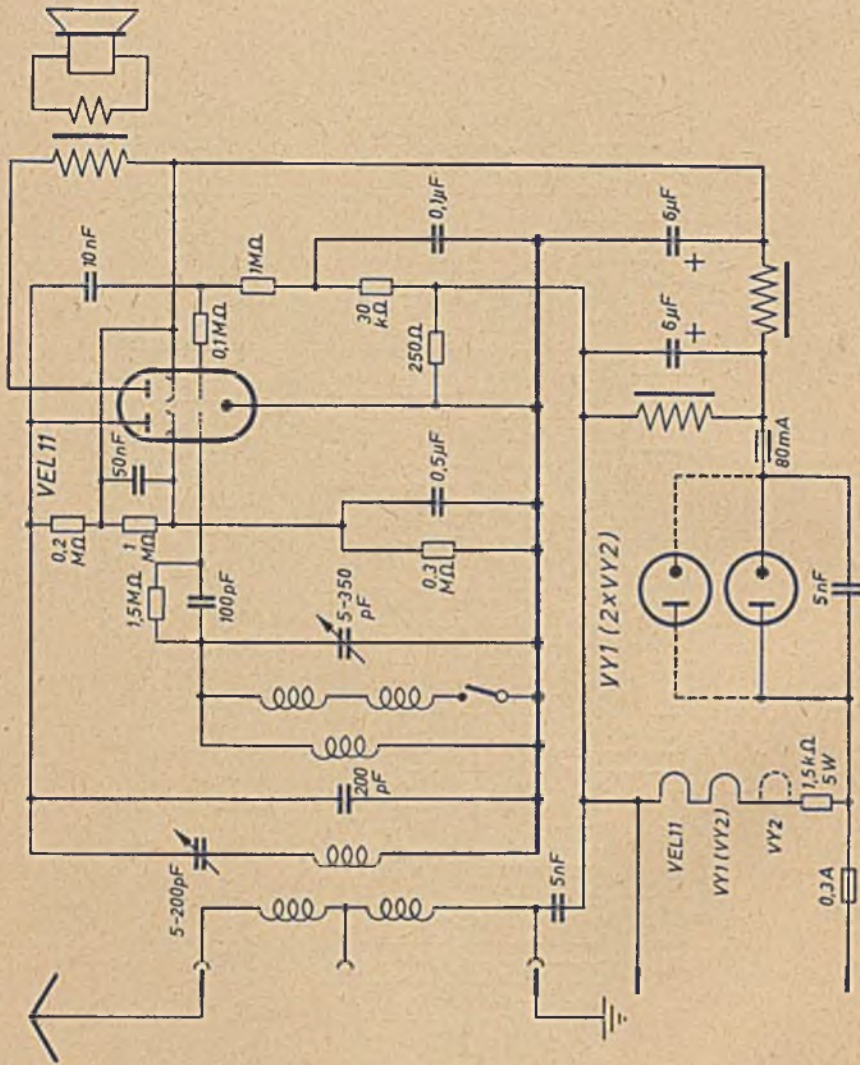 10nF
0,1MΩ
1MΩ
0,1µF
30
kΩ
250Ω
6µF
+
6µF
+
VEL11
50nF
0,2
MΩ
1
MΩ
1,5MΩ
100pF
5-350
pF
0,5µF
0,3
MΩ
80mA
VY1 (2×VY2)
5nF
200
pF
5-200pF
5nF
VEL11
VY1(VY2)
VY2
1,5kΩ
5W
0,3A